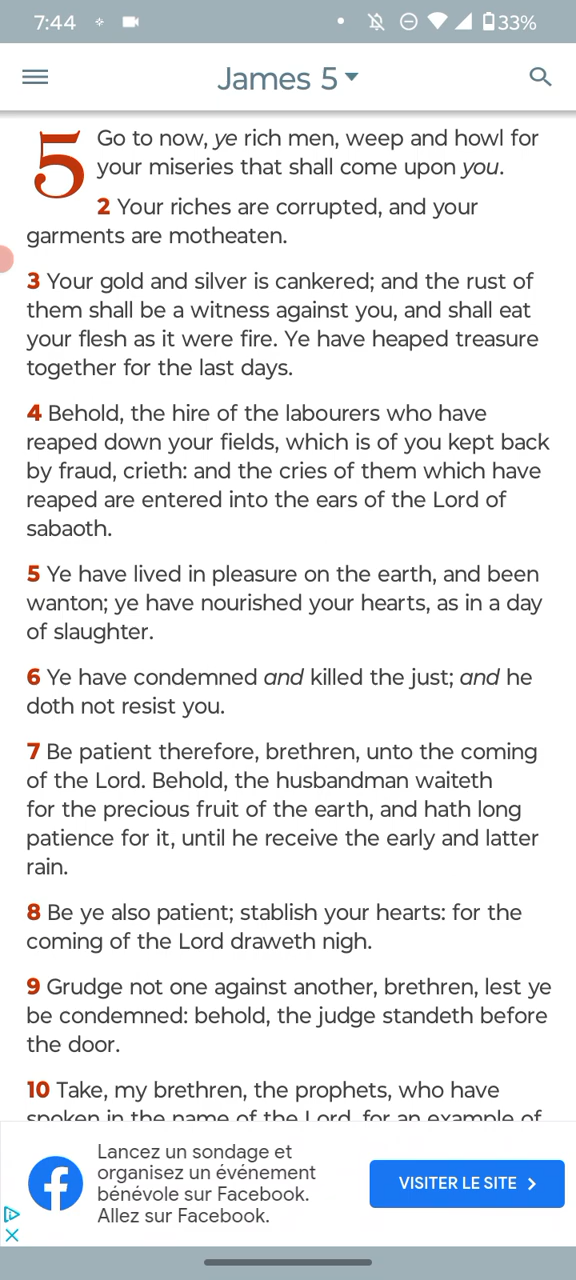 7:44
33%
James 5
5 Go to now, ye rich men, weep and howl for
your miseries that shall come upon you.
2 Your riches are corrupted, and your
garments are motheaten.
3 Your gold and silver is cankered; and the rust of
them shall be a witness against you, and shall eat
your flesh as it were fire. Ye have heaped treasure
together for the last days.
4 Behold, the hire of the labourers who have
reaped down your fields, which is of you kept back
by fraud, crieth: and the cries of them which have
reaped are entered into the ears of the Lord of
sabaoth.
5 Ye have lived in pleasure on the earth, and been
wanton; ye have nourished your hearts, as in a day
of slaughter.
6 Ye have condemned and killed the just; and he
doth not resist you.
7 Be patient therefore, brethren, unto the coming
of the Lord. Behold, the husbandman waiteth
for the precious fruit of the earth, and hath long
patience for it, until he receive the early and latter
rain.
8 Be ye also patient; stablish your hearts: for the
coming of the Lord draweth nigh.
9 Grudge not one against another, brethren, lest ye
be condemned: behold, the judge standeth before
the door.
10 Take, my brethren, the prophets, who have
spoken in the name of the Lord, for an example of
Lancez un sondage et
organisez un événement
bénévole sur Facebook.
Allez sur Facebook.
VISITER LE SITE